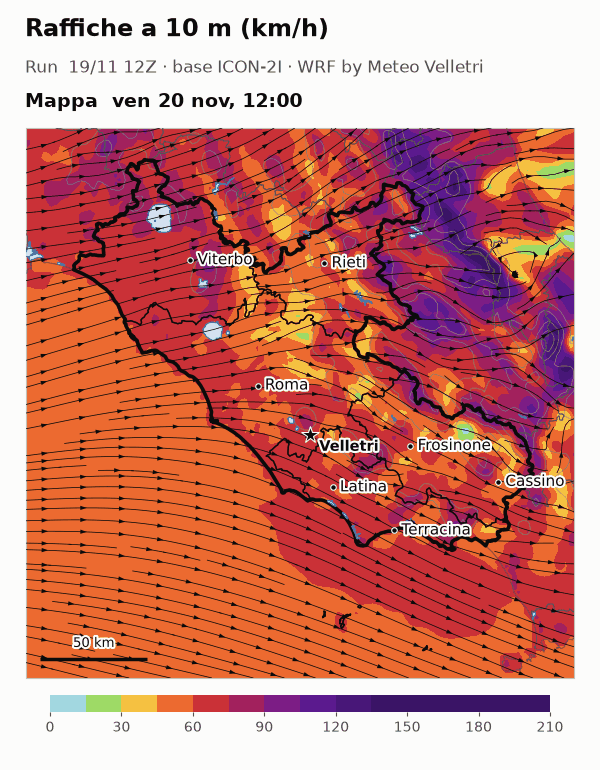 Raffiche a 10 m (km/h)
Run  19/11 12Z · base ICON-2I · WRF by Meteo Velletri
Mappa  ven 20 nov, 12:00
Viterbo
Rieti
Roma
Velletri
Frosinone
Cassino
Latina
Terracina
50 km
0 30 60 90 120 150 180 210